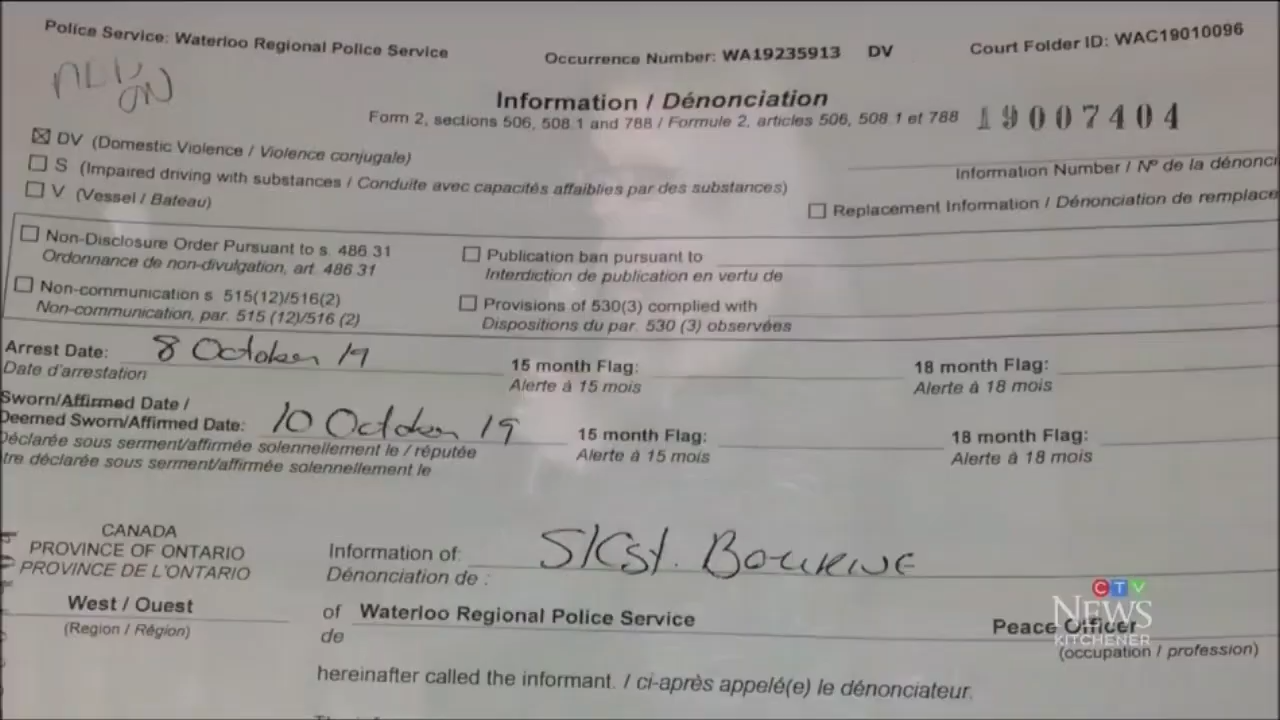 Police Service: Waterloo Regional Police Service
Occurrence Number: WA19235913 DV
Court Folder ID: WAC19010096
Information / Dénonciation
Form 2, sections 506, 508.1 and 788 / Formule 2, articles 506, 508.1 et 788
19007404
☒ DV (Domestic Violence / Violence conjugale)
☐ S (Impaired driving with substances / Conduite avec capacités affaiblies par des substances)
☐ V (Vessel / Bateau)
Information Number / Nº de la dénonci
☐ Replacement Information / Dénonciation de remplace
☐ Non-Disclosure Order Pursuant to s. 486 31
Ordonnance de non-divulgation, art. 486 31
☐ Publication ban pursuant to
Interdiction de publication en vertu de
☐ Non-communication s 515(12)/516(2)
Non-communication, par. 515 (12)/516 (2)
☐ Provisions of 530(3) complied with
Dispositions du par. 530 (3) observées
Arrest Date: 8 October 19
Date d'arrestation
15 month Flag:
Alerte à 15 mois
18 month Flag:
Alerte à 18 mois
Sworn/Affirmed Date /
Deemed Sworn/Affirmed Date: 10 October 19
Déclarée sous serment/affirmée solennellement le / réputée
tre déclarée sous serment/affirmée solennellement le
15 month Flag:
Alerte à 15 mois
18 month Flag:
Alerte à 18 mois
CANADA
PROVINCE OF ONTARIO
PROVINCE DE L'ONTARIO
West / Ouest
(Region / Région)
Information of: S/Cst. Bourne
Dénonciation de :
of Waterloo Regional Police Service
de
Peace Officer
(occupation / profession)
CTV
NEWS
KITCHENER
hereinafter called the informant. / ci-après appelé(e) le dénonciateur.